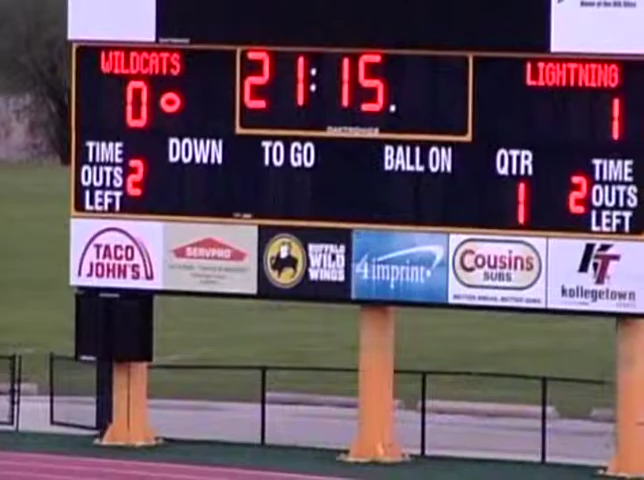 WILDCATS
21:15.
LIGHTNING
0
1
TIME OUTS LEFT 2
DOWN
TO GO
BALL ON
QTR 1
2 TIME OUTS LEFT
TACO JOHN'S
SERVPRO
BUFFALO WILD WINGS
4imprint
Cousins SUBS
KT kollegetown